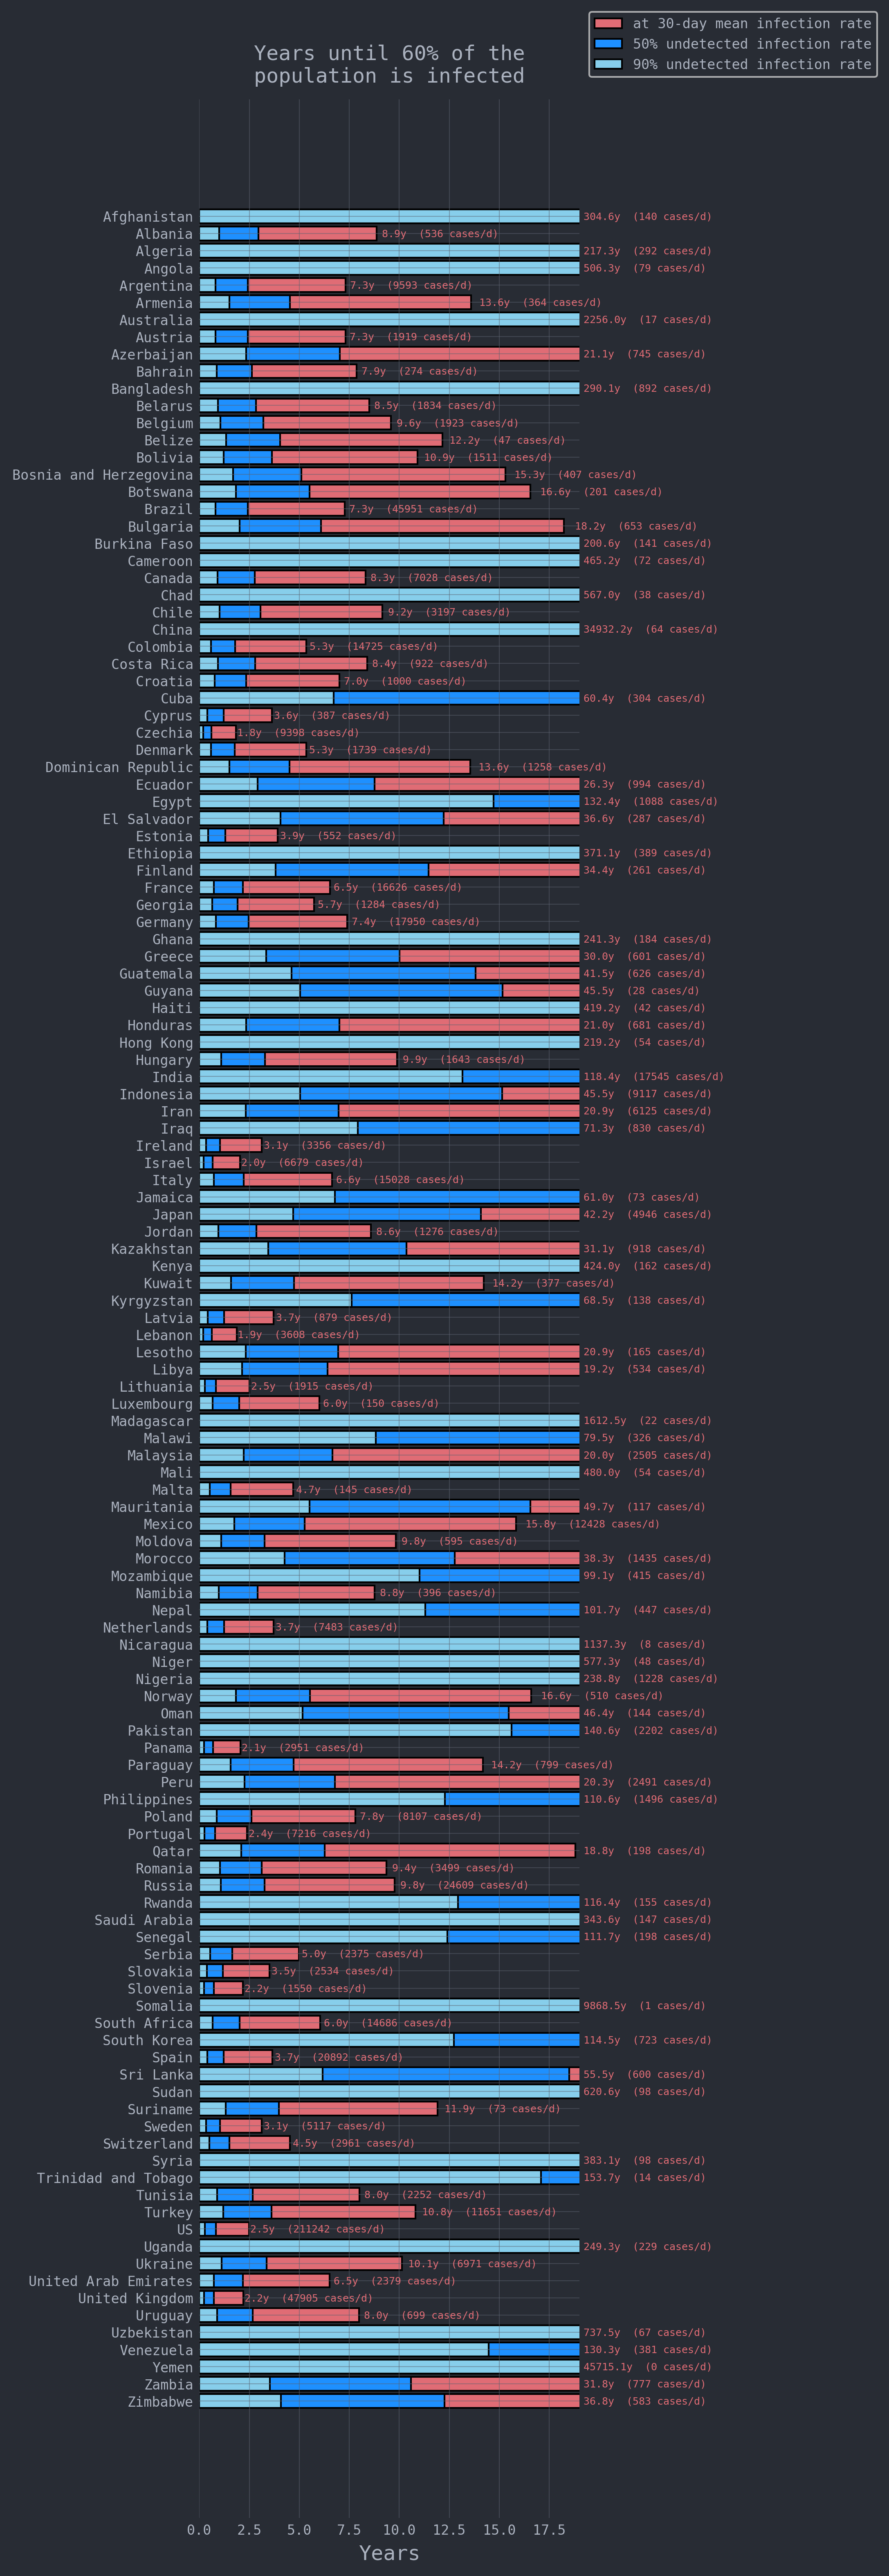 at 30-day mean infection rate
50% undetected infection rate
90% undetected infection rate
Years until 60% of the
population is infected
Afghanistan 304.6y (140 cases/d)
Albania 8.9y (536 cases/d)
Algeria 217.3y (292 cases/d)
Angola 506.3y (79 cases/d)
Argentina 7.3y (9593 cases/d)
Armenia 13.6y (364 cases/d)
Australia 2256.0y (17 cases/d)
Austria 7.3y (1919 cases/d)
Azerbaijan 21.1y (745 cases/d)
Bahrain 7.9y (274 cases/d)
Bangladesh 290.1y (892 cases/d)
Belarus 8.5y (1834 cases/d)
Belgium 9.6y (1923 cases/d)
Belize 12.2y (47 cases/d)
Bolivia 10.9y (1511 cases/d)
Bosnia and Herzegovina 15.3y (407 cases/d)
Botswana 16.6y (201 cases/d)
Brazil 7.3y (45951 cases/d)
Bulgaria 18.2y (653 cases/d)
Burkina Faso 200.6y (141 cases/d)
Cameroon 465.2y (72 cases/d)
Canada 8.3y (7028 cases/d)
Chad 567.0y (38 cases/d)
Chile 9.2y (3197 cases/d)
China 34932.2y (64 cases/d)
Colombia 5.3y (14725 cases/d)
Costa Rica 8.4y (922 cases/d)
Croatia 7.0y (1000 cases/d)
Cuba 60.4y (304 cases/d)
Cyprus 3.6y (387 cases/d)
Czechia 1.8y (9398 cases/d)
Denmark 5.3y (1739 cases/d)
Dominican Republic 13.6y (1258 cases/d)
Ecuador 26.3y (994 cases/d)
Egypt 132.4y (1088 cases/d)
El Salvador 36.6y (287 cases/d)
Estonia 3.9y (552 cases/d)
Ethiopia 371.1y (389 cases/d)
Finland 34.4y (261 cases/d)
France 6.5y (16626 cases/d)
Georgia 5.7y (1284 cases/d)
Germany 7.4y (17950 cases/d)
Ghana 241.3y (184 cases/d)
Greece 30.0y (601 cases/d)
Guatemala 41.5y (626 cases/d)
Guyana 45.5y (28 cases/d)
Haiti 419.2y (42 cases/d)
Honduras 21.0y (681 cases/d)
Hong Kong 219.2y (54 cases/d)
Hungary 9.9y (1643 cases/d)
India 118.4y (17545 cases/d)
Indonesia 45.5y (9117 cases/d)
Iran 20.9y (6125 cases/d)
Iraq 71.3y (830 cases/d)
Ireland 3.1y (3356 cases/d)
Israel 2.0y (6679 cases/d)
Italy 6.6y (15028 cases/d)
Jamaica 61.0y (73 cases/d)
Japan 42.2y (4946 cases/d)
Jordan 8.6y (1276 cases/d)
Kazakhstan 31.1y (918 cases/d)
Kenya 424.0y (162 cases/d)
Kuwait 14.2y (377 cases/d)
Kyrgyzstan 68.5y (138 cases/d)
Latvia 3.7y (879 cases/d)
Lebanon 1.9y (3608 cases/d)
Lesotho 20.9y (165 cases/d)
Libya 19.2y (534 cases/d)
Lithuania 2.5y (1915 cases/d)
Luxembourg 6.0y (150 cases/d)
Madagascar 1612.5y (22 cases/d)
Malawi 79.5y (326 cases/d)
Malaysia 20.0y (2505 cases/d)
Mali 480.0y (54 cases/d)
Malta 4.7y (145 cases/d)
Mauritania 49.7y (117 cases/d)
Mexico 15.8y (12428 cases/d)
Moldova 9.8y (595 cases/d)
Morocco 38.3y (1435 cases/d)
Mozambique 99.1y (415 cases/d)
Namibia 8.8y (396 cases/d)
Nepal 101.7y (447 cases/d)
Netherlands 3.7y (7483 cases/d)
Nicaragua 1137.3y (8 cases/d)
Niger 577.3y (48 cases/d)
Nigeria 238.8y (1228 cases/d)
Norway 16.6y (510 cases/d)
Oman 46.4y (144 cases/d)
Pakistan 140.6y (2202 cases/d)
Panama 2.1y (2951 cases/d)
Paraguay 14.2y (799 cases/d)
Peru 20.3y (2491 cases/d)
Philippines 110.6y (1496 cases/d)
Poland 7.8y (8107 cases/d)
Portugal 2.4y (7216 cases/d)
Qatar 18.8y (198 cases/d)
Romania 9.4y (3499 cases/d)
Russia 9.8y (24609 cases/d)
Rwanda 116.4y (155 cases/d)
Saudi Arabia 343.6y (147 cases/d)
Senegal 111.7y (198 cases/d)
Serbia 5.0y (2375 cases/d)
Slovakia 3.5y (2534 cases/d)
Slovenia 2.2y (1550 cases/d)
Somalia 9868.5y (1 cases/d)
South Africa 6.0y (14686 cases/d)
South Korea 114.5y (723 cases/d)
Spain 3.7y (20892 cases/d)
Sri Lanka 55.5y (600 cases/d)
Sudan 620.6y (98 cases/d)
Suriname 11.9y (73 cases/d)
Sweden 3.1y (5117 cases/d)
Switzerland 4.5y (2961 cases/d)
Syria 383.1y (98 cases/d)
Trinidad and Tobago 153.7y (14 cases/d)
Tunisia 8.0y (2252 cases/d)
Turkey 10.8y (11651 cases/d)
US 2.5y (211242 cases/d)
Uganda 249.3y (229 cases/d)
Ukraine 10.1y (6971 cases/d)
United Arab Emirates 6.5y (2379 cases/d)
United Kingdom 2.2y (47905 cases/d)
Uruguay 8.0y (699 cases/d)
Uzbekistan 737.5y (67 cases/d)
Venezuela 130.3y (381 cases/d)
Yemen 45715.1y (0 cases/d)
Zambia 31.8y (777 cases/d)
Zimbabwe 36.8y (583 cases/d)
0.0 2.5 5.0 7.5 10.0 12.5 15.0 17.5
Years